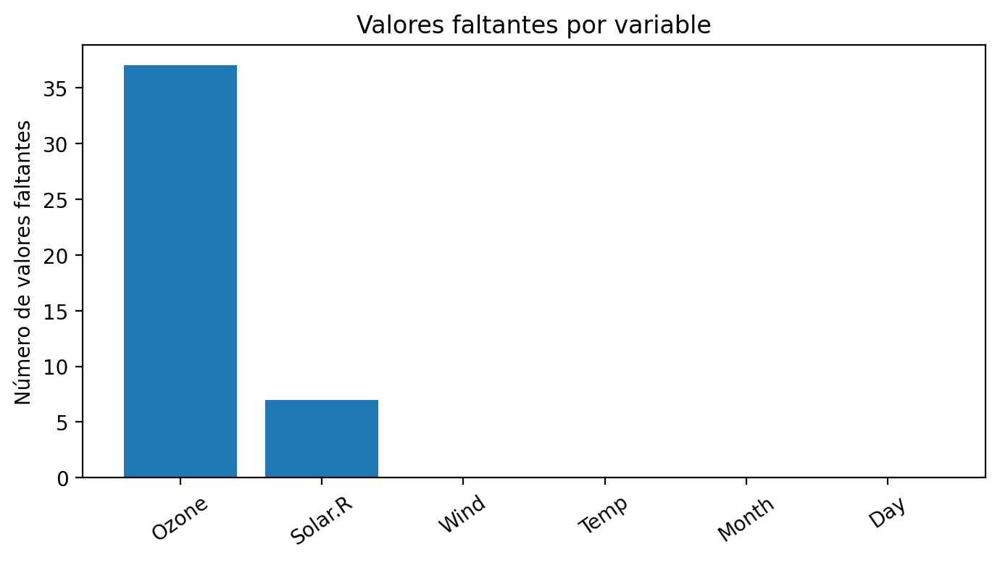 Valores faltantes por variable
Número de valores faltantes
35
30
25
20
15
10
5
0
Ozone
Solar.R
Wind
Temp
Month
Day